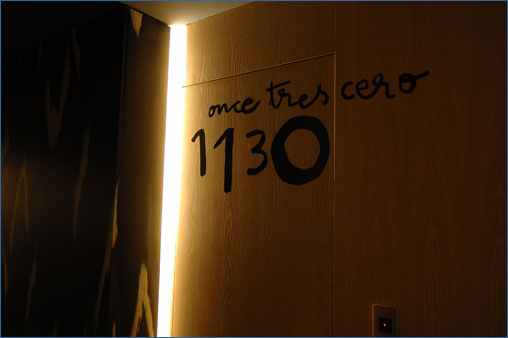 once tres cero
1130